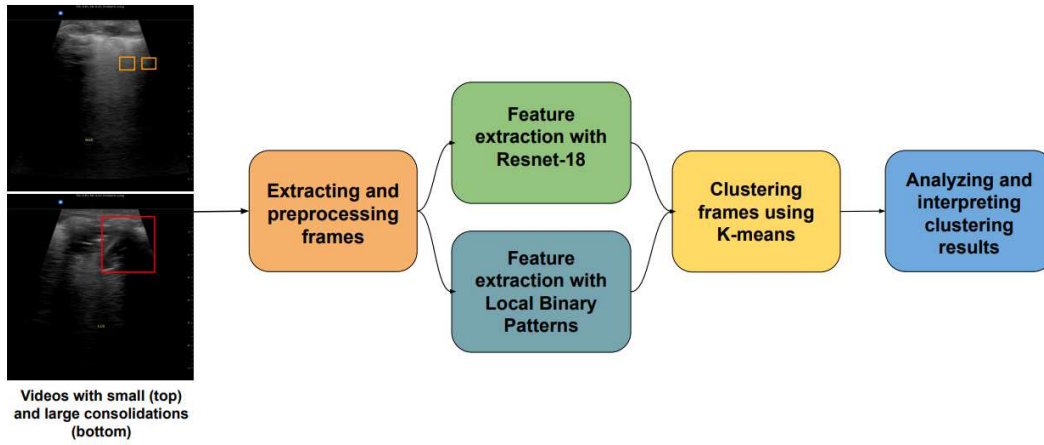 Videos with small (top)
and large consolidations
(bottom)
Extracting and
preprocessing
frames
Feature
extraction with
Resnet-18
Feature
extraction with
Local Binary
Patterns
Clustering
frames using
K-means
Analyzing and
interpreting
clustering
results